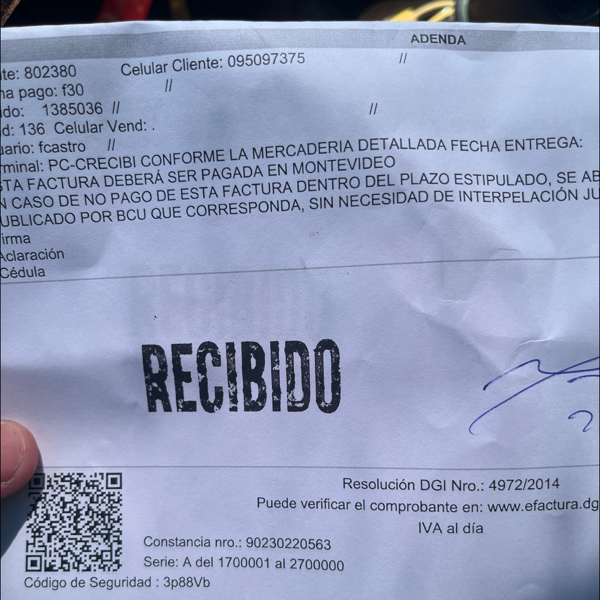 ADENDA
te: 802380 Celular Cliente: 095097375 //
ma pago: f30 //
ido: 1385036 // //
d: 136 Celular Vend: .
uario: fcastro //
rminal: PC-CRECIBI CONFORME LA MERCADERIA DETALLADA FECHA ENTREGA:
STA FACTURA DEBERÁ SER PAGADA EN MONTEVIDEO
N CASO DE NO PAGO DE ESTA FACTURA DENTRO DEL PLAZO ESTIPULADO, SE AB
UBLICADO POR BCU QUE CORRESPONDA, SIN NECESIDAD DE INTERPELACIÓN JU
irma
Aclaración
Cédula
RECIBIDO
Resolución DGI Nro.: 4972/2014
Puede verificar el comprobante en: www.efactura.dg
IVA al día
Constancia nro.: 90230220563
Serie: A del 1700001 al 2700000
Código de Seguridad : 3p88Vb